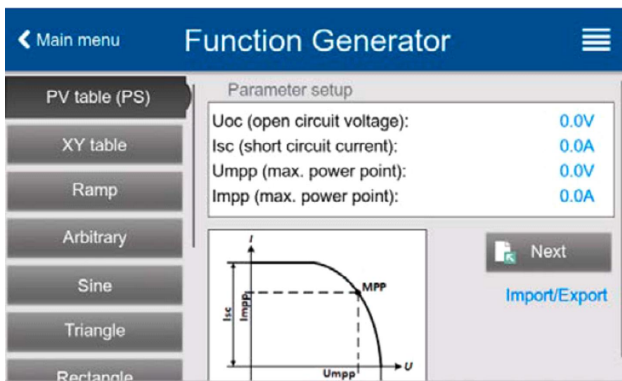 Main menu
Function Generator
PV table (PS)
XY table
Ramp
Arbitrary
Sine
Triangle
Rectangle
Parameter setup
Uoc (open circuit voltage): 0.0V
Isc (short circuit current): 0.0A
Umpp (max. power point): 0.0V
Impp (max. power point): 0.0A
I
Isc
Impp
MPP
Umpp
U
Next
Import/Export